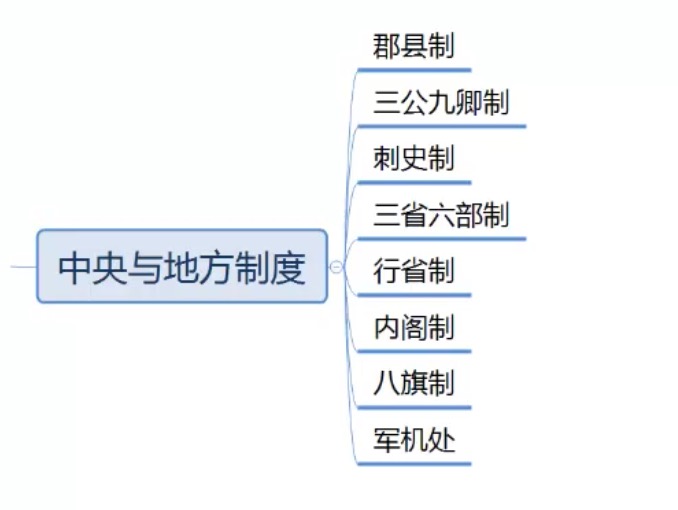 郡县制
三公九卿制
刺史制
三省六部制
中央与地方制度
行省制
内阁制
八旗制
军机处